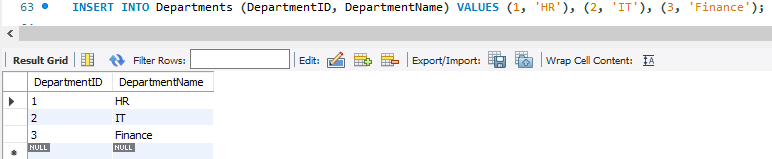 63 INSERT INTO Departments (DepartmentID, DepartmentName) VALUES (1, 'HR'), (2, 'IT'), (3, 'Finance');
Result Grid Filter Rows: Edit: Export/Import: Wrap Cell Content: IA
DepartmentID DepartmentName
1 HR
2 IT
3 Finance
NULL NULL